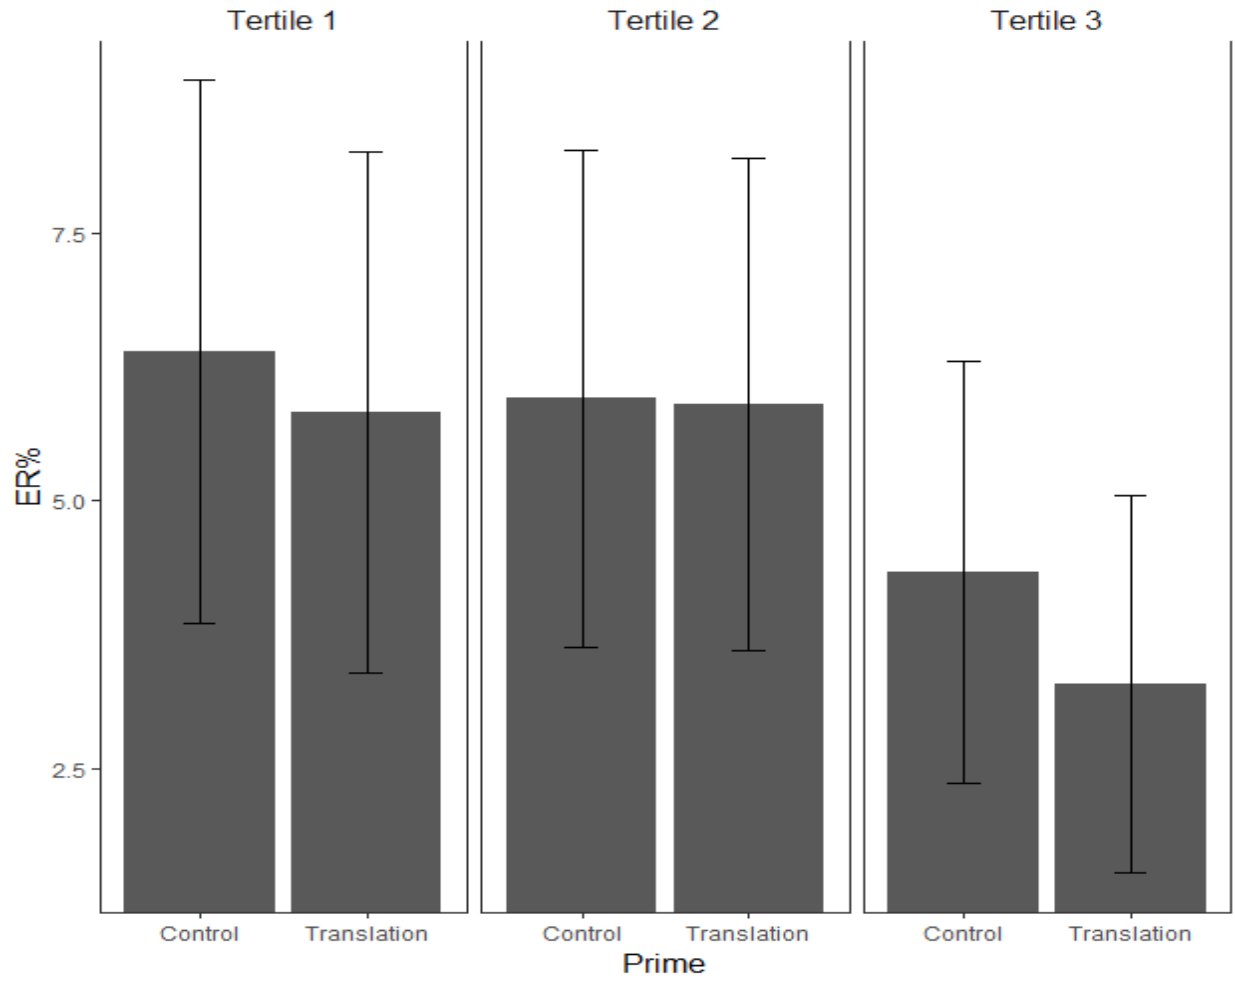 Tertile 1
Tertile 2
Tertile 3
7.5
5.0
2.5
ER%
Control
Translation
Control
Translation
Control
Translation
Prime